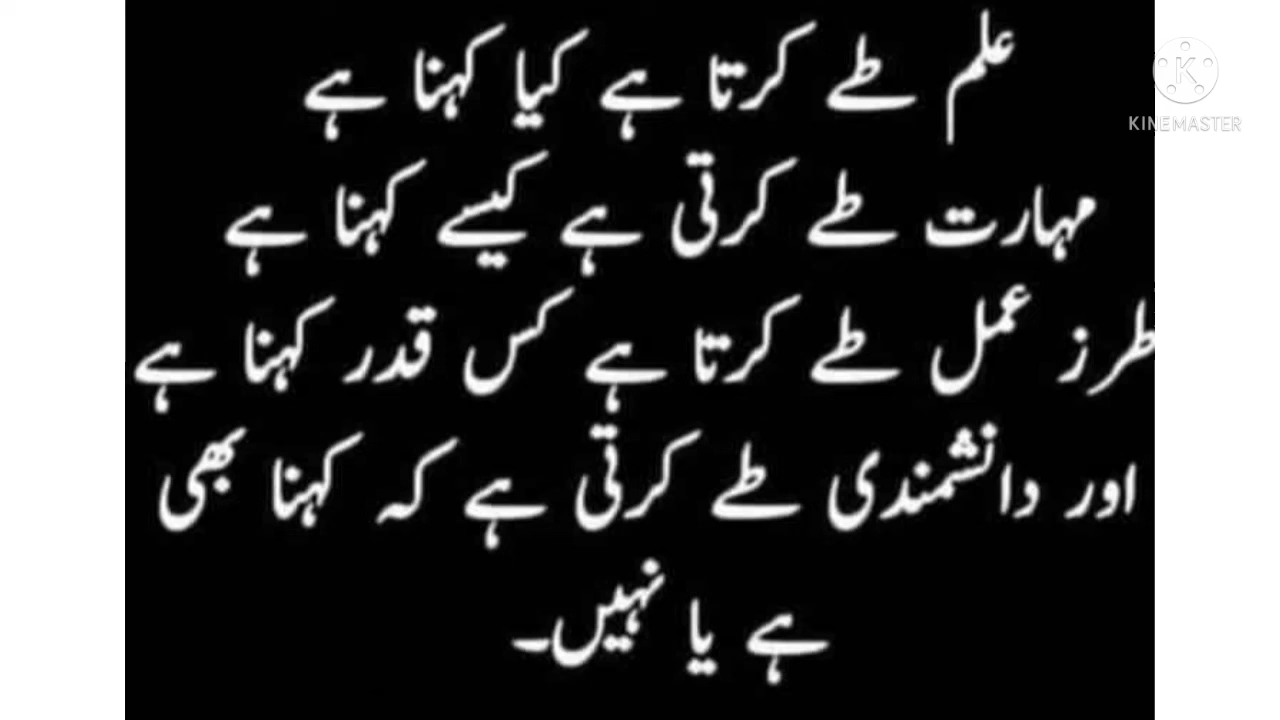 علم طے کرتا ہے کیا کہنا ہے
مہارت طے کرتی ہے کیسے کہنا ہے
طرز عمل طے کرتا ہے کس قدر کہنا ہے
اور دانشمندی طے کرتی ہے کہ کہنا بھی
ہے یا نہیں۔
K
KINEMASTER